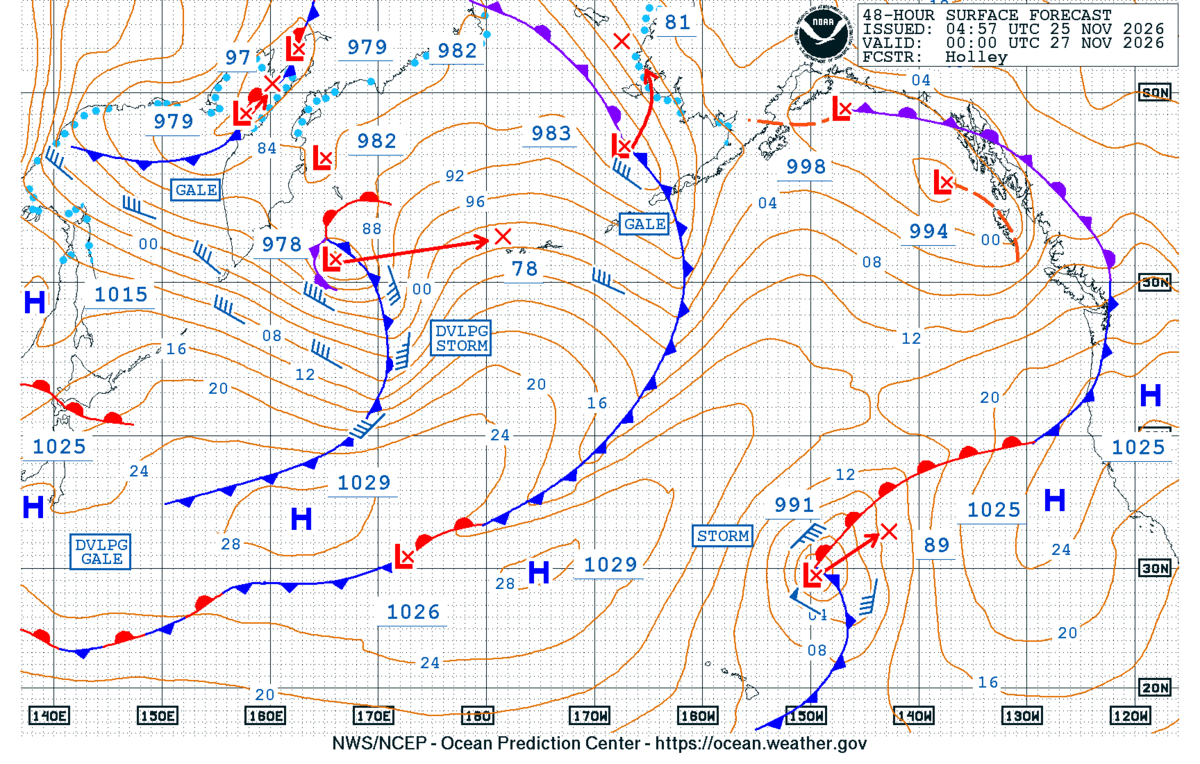 48-HOUR SURFACE FORECAST
ISSUED: 04:57 UTC 25 NOV 2026
VALID: 00:00 UTC 27 NOV 2026
FCSTR: Holley
NOAA
81
979
982
97
L
04
60N
979
L
L
982
983
L
84
L
92
998
L
GALE
96
04
GALE
994
00
978
88
00
L
78
08
00
50N
H
1015
08
DVLPG
STORM
12
16
12
20
20
16
20
H
24
24
1025
1025
12
1029
H
991
1025
H
H
28
STORM
DVLPG
GALE
L
28
H
1029
89
24
30N
L
1026
04
20
08
24
20
16
20N
140E
150E
160E
170E
180
170W
160W
150W
140W
130W
120W
NWS/NCEP - Ocean Prediction Center - https://ocean.weather.gov